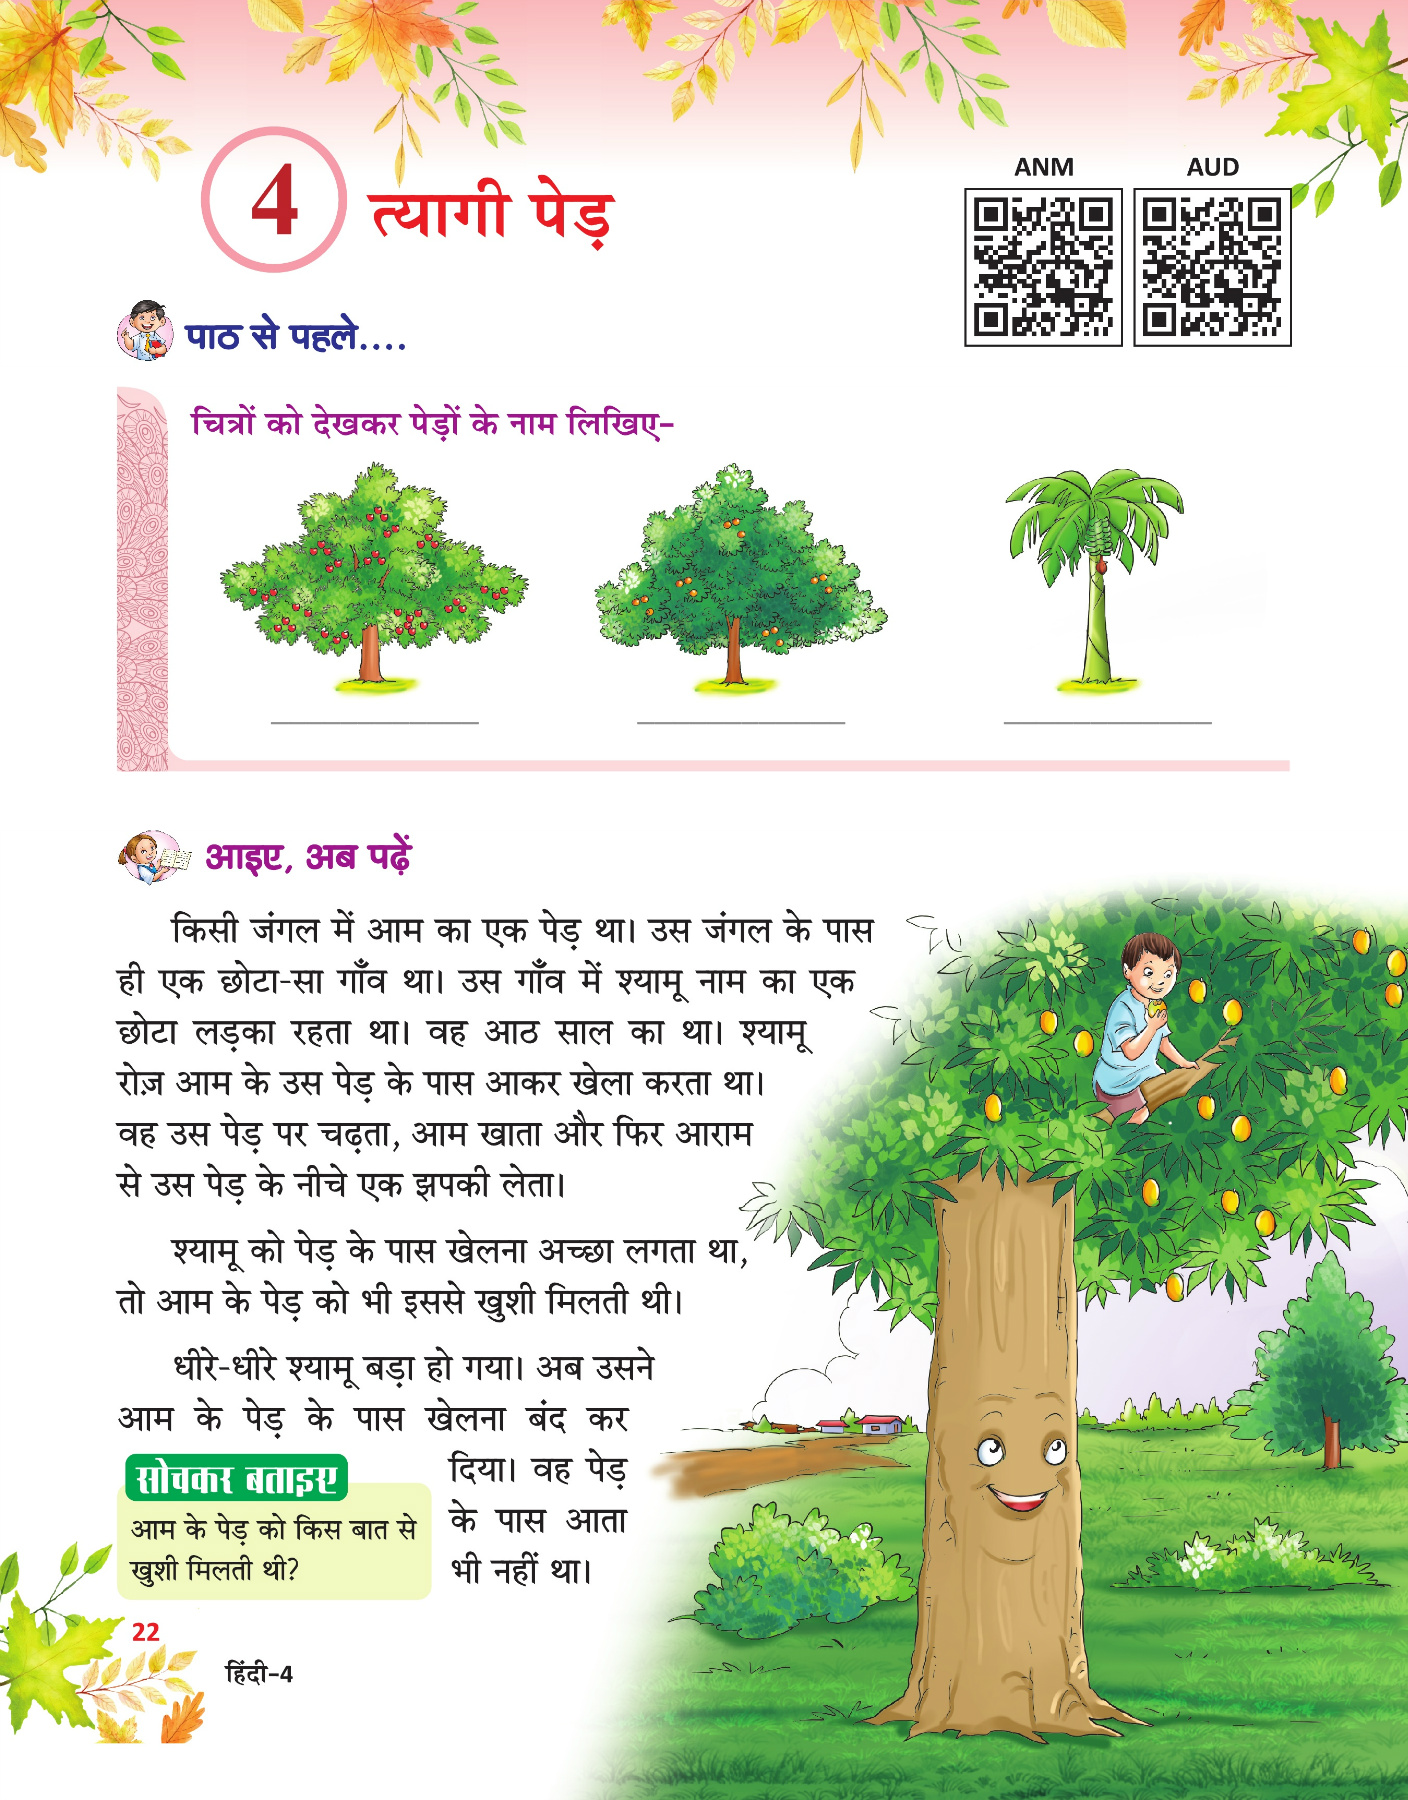 4
त्यागी पेड़
ANM
AUD
पाठ से पहले....
चित्रों को देखकर पेड़ों के नाम लिखिए–
आइए, अब पढ़ें
किसी जंगल में आम का एक पेड़ था। उस जंगल के पास
ही एक छोटा-सा गाँव था। उस गाँव में श्यामू नाम का एक
छोटा लड़का रहता था। वह आठ साल का था। श्यामू
रोज़ आम के उस पेड़ के पास आकर खेला करता था।
वह उस पेड़ पर चढ़ता, आम खाता और फिर आराम
से उस पेड़ के नीचे एक झपकी लेता।
श्यामू को पेड़ के पास खेलना अच्छा लगता था,
तो आम के पेड़ को भी इससे खुशी मिलती थी।
धीरे-धीरे श्यामू बड़ा हो गया। अब उसने
आम के पेड़ के पास खेलना बंद कर
दिया। वह पेड़
के पास आता
भी नहीं था।
सोचकर बताइए
आम के पेड़ को किस बात से
खुशी मिलती थी?
22
हिंदी–4